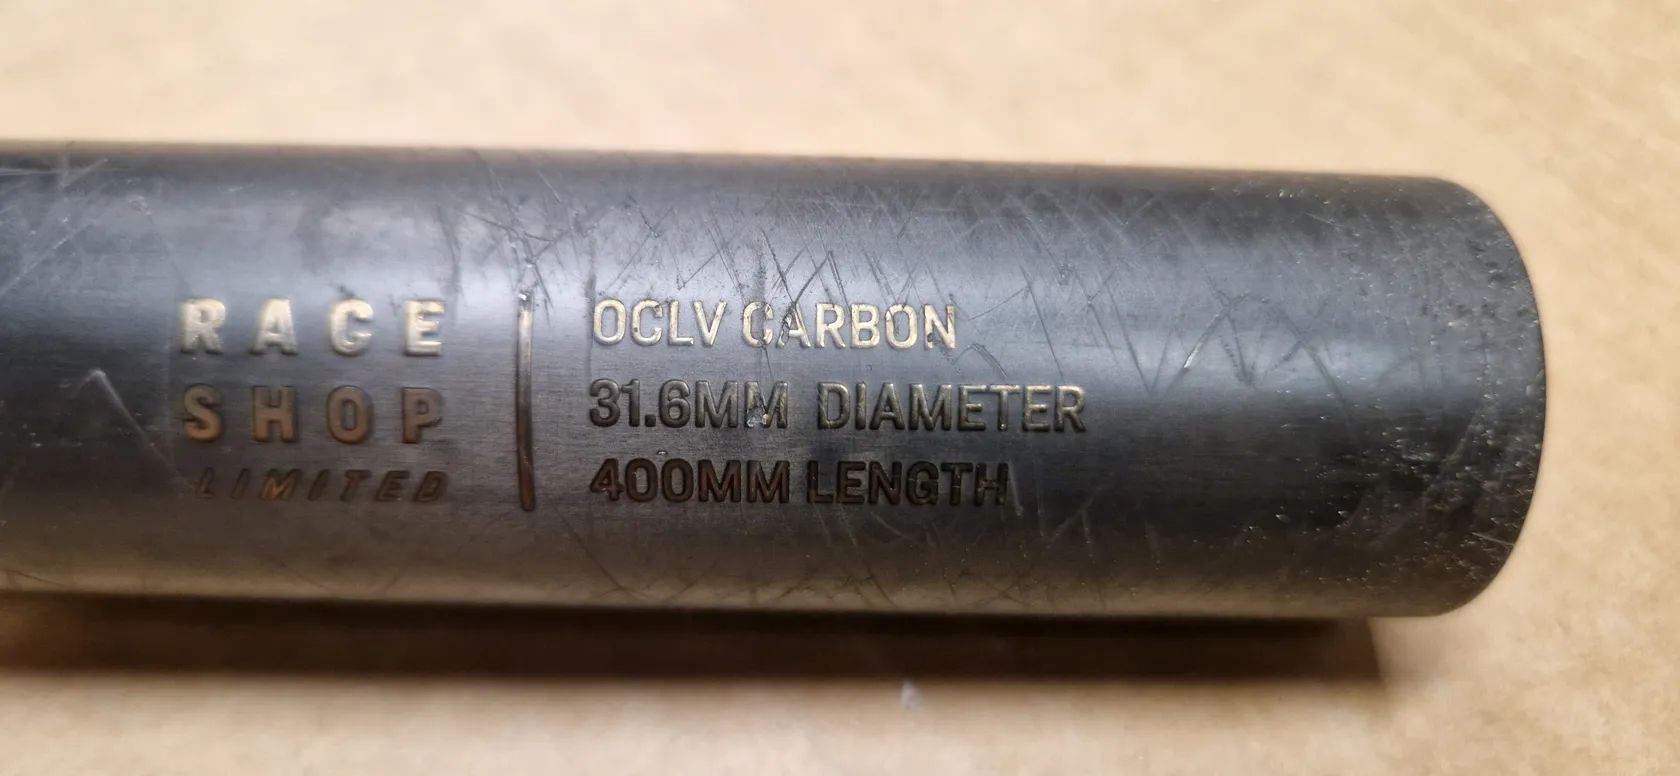 RACE
SHOP
LIMITED
OCLV CARBON
31.6MM DIAMETER
400MM LENGTH